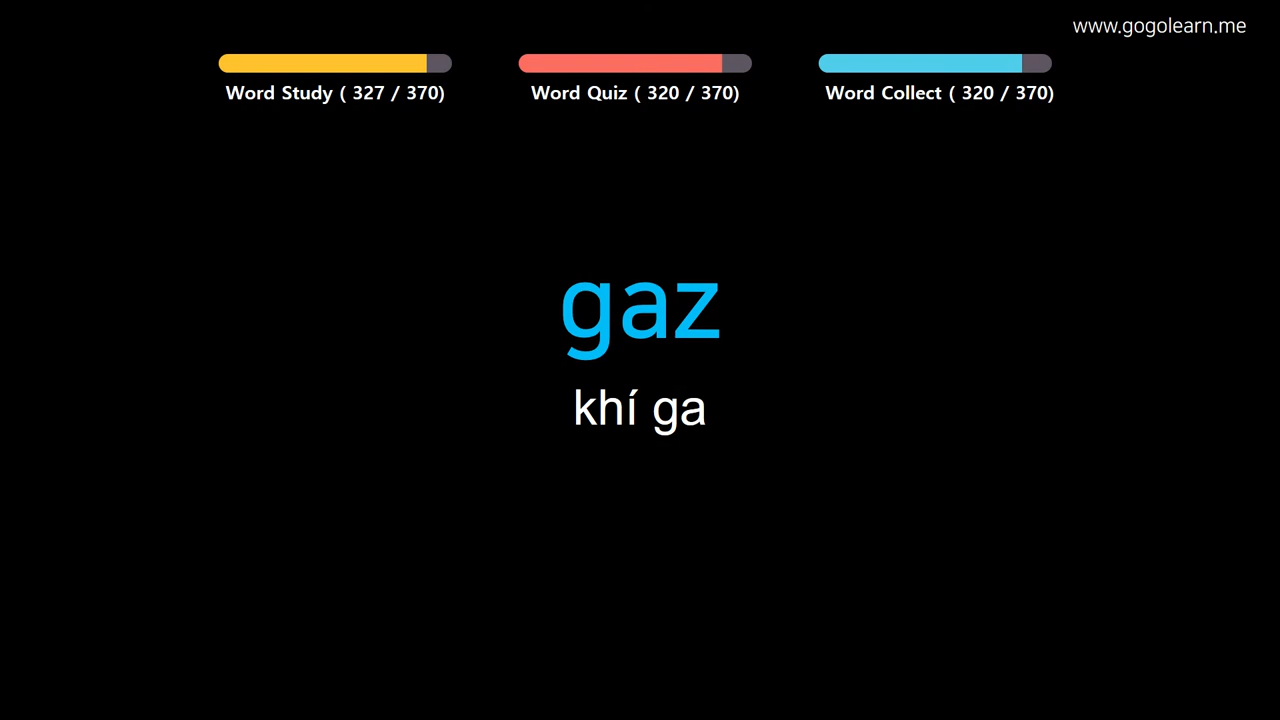 www.gogolearn.me
Word Study ( 327 / 370)
Word Quiz ( 320 / 370)
Word Collect ( 320 / 370)
gaz
khí ga